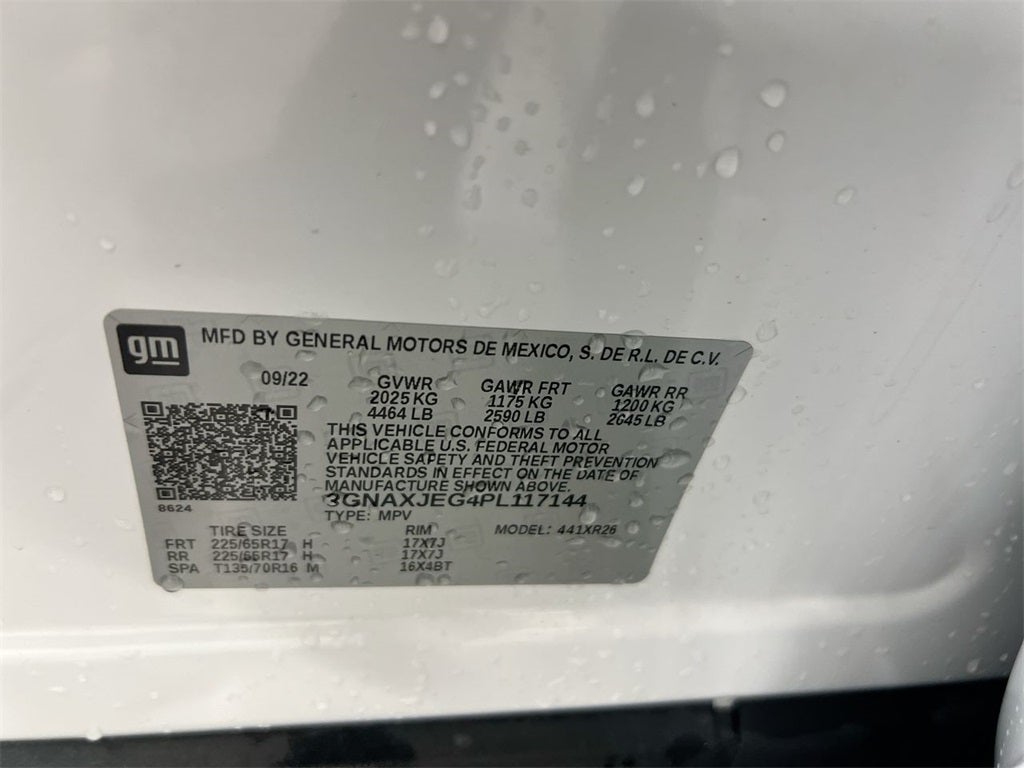 gm
MFD BY GENERAL MOTORS DE MEXICO, S. DE R.L. DE C.V.
09/22 GVWR GAWR FRT GAWR RR
2025 KG 1175 KG 1200 KG
4464 LB 2590 LB 2645 LB
THIS VEHICLE CONFORMS TO ALL
APPLICABLE U.S. FEDERAL MOTOR
VEHICLE SAFETY AND THEFT PREVENTION
STANDARDS IN EFFECT ON THE DATE OF
MANUFACTURE SHOWN ABOVE.
3GNAXJEG4PL117144
8624
TYPE: MPV
TIRE SIZE RIM MODEL: 441XR26
FRT 225/65R17 H 17X7J
RR 225/65R17 H 17X7J
SPA T135/70R16 M 16X4BT